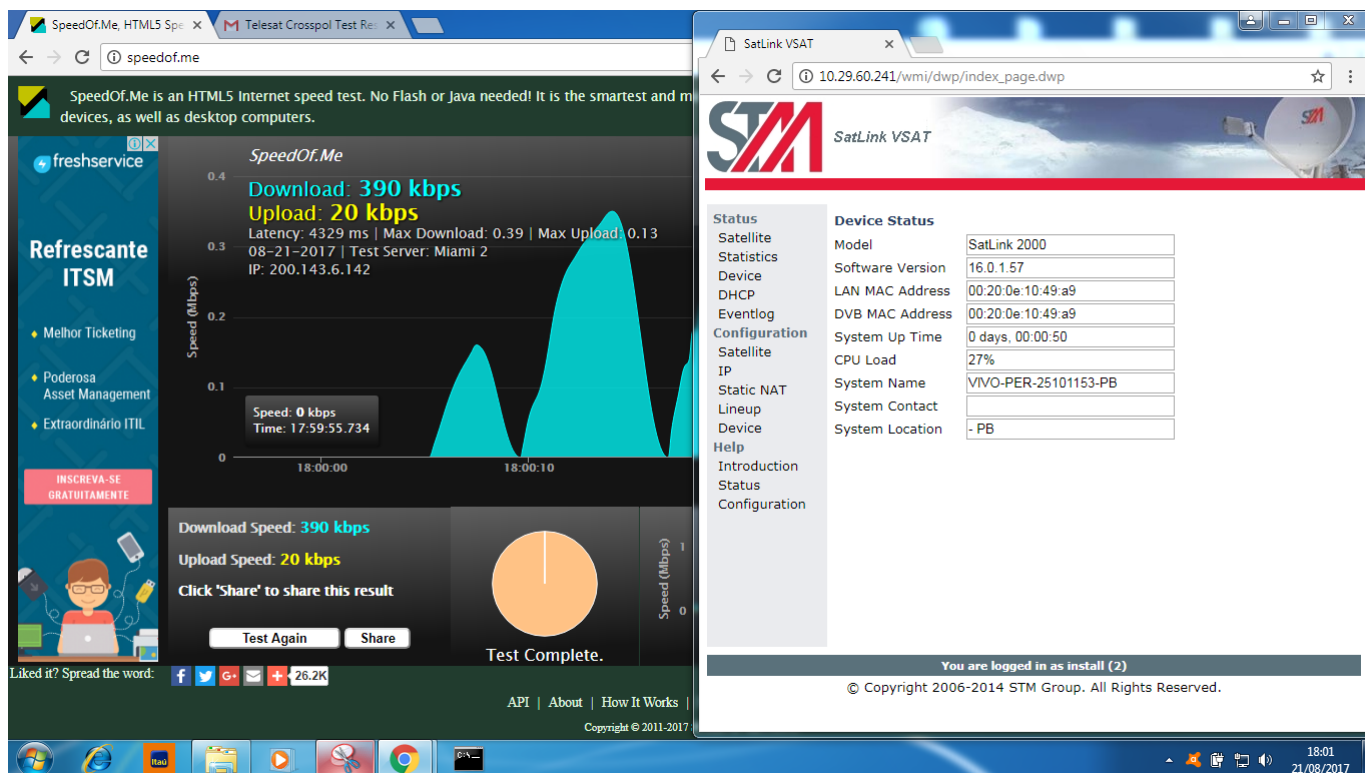 SpeedOf.Me, HTML5 Spe
Telesat Crosspol Test Re
speedof.me
SpeedOf.Me is an HTML5 Internet speed test. No Flash or Java needed! It is the smartest and m
devices, as well as desktop computers.
freshservice
Refrescante
ITSM
Melhor Ticketing
Poderosa
Asset Management
Extraordinário ITIL
INSCREVA-SE
GRATUITAMENTE
SpeedOf.Me
Download: 390 kbps
Upload: 20 kbps
Latency: 4329 ms | Max Download: 0.39 | Max Upload: 0.13
08-21-2017 | Test Server: Miami 2
IP: 200.143.6.142
Speed (Mbps)
0.4
0.3
0.2
0.1
0
Speed: 0 kbps
Time: 17:59:55.734
18:00:00
18:00:10
Download Speed: 390 kbps
Upload Speed: 20 kbps
Click 'Share' to share this result
Test Again
Share
Test Complete.
Speed (Mbps)
1
0
Liked it? Spread the word:
26.2K
API | About | How It Works |
Copyright © 2011-2017
SatLink VSAT
10.29.60.241/wmi/dwp/index_page.dwp
STM
SatLink VSAT
STM
Status
Satellite
Statistics
Device
DHCP
Eventlog
Configuration
Satellite
IP
Static NAT
Lineup
Device
Help
Introduction
Status
Configuration
Device Status
Model SatLink 2000
Software Version 16.0.1.57
LAN MAC Address 00:20:0e:10:49:a9
DVB MAC Address 00:20:0e:10:49:a9
System Up Time 0 days, 00:00:50
CPU Load 27%
System Name VIVO-PER-25101153-PB
System Contact
System Location - PB
You are logged in as install (2)
© Copyright 2006-2014 STM Group. All Rights Reserved.
Itaú
C:\_
18:01
21/08/2017